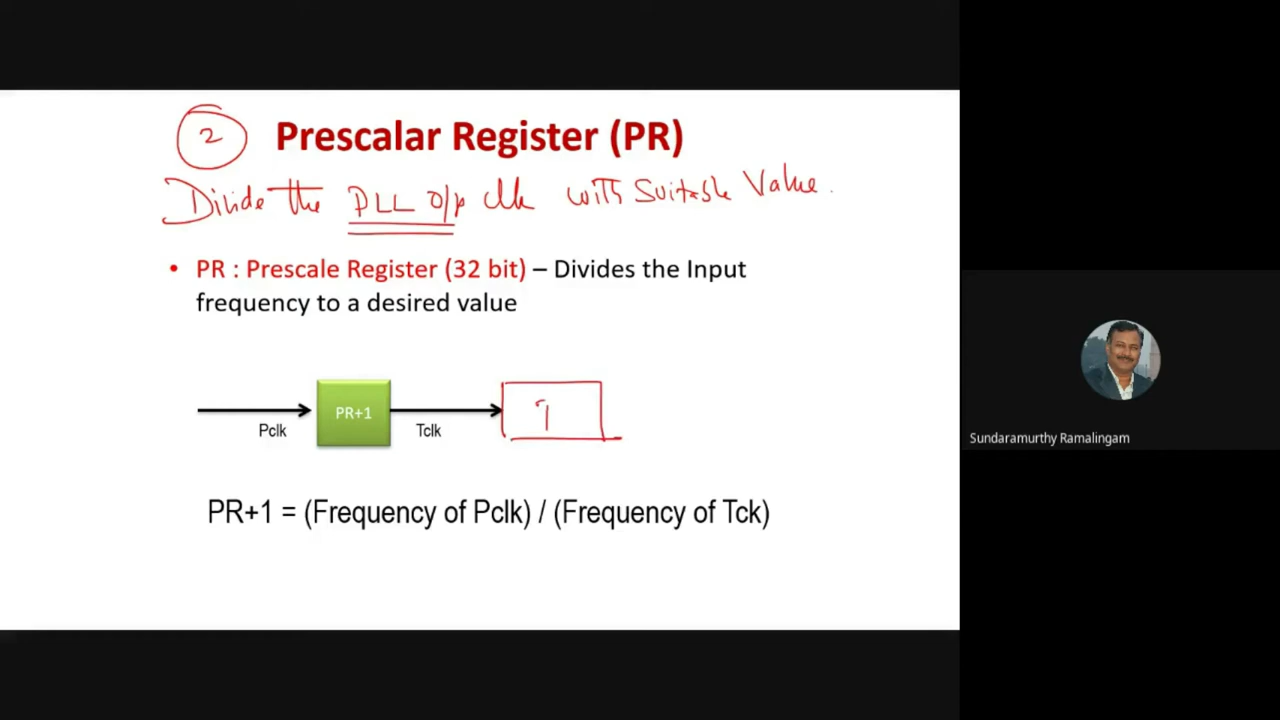 2
Prescalar Register (PR)
Divide the PLL o/p clk with Suitable Value.
• PR : Prescale Register (32 bit) – Divides the Input
frequency to a desired value
PR+1
T
Pclk
Tclk
Sundaramurthy Ramalingam
PR+1 = (Frequency of Pclk) / (Frequency of Tck)